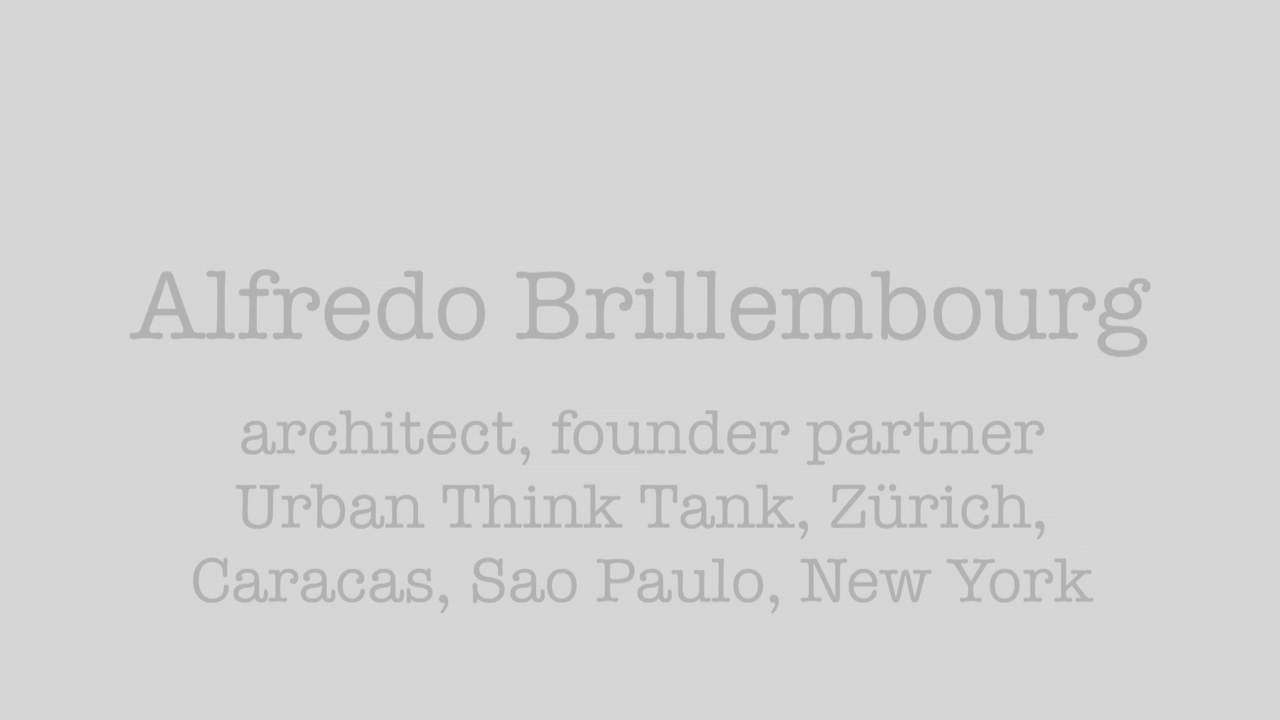 Alfredo Brillembourg
architect, founder partner
Urban Think Tank, Zürich,
Caracas, Sao Paulo, New York